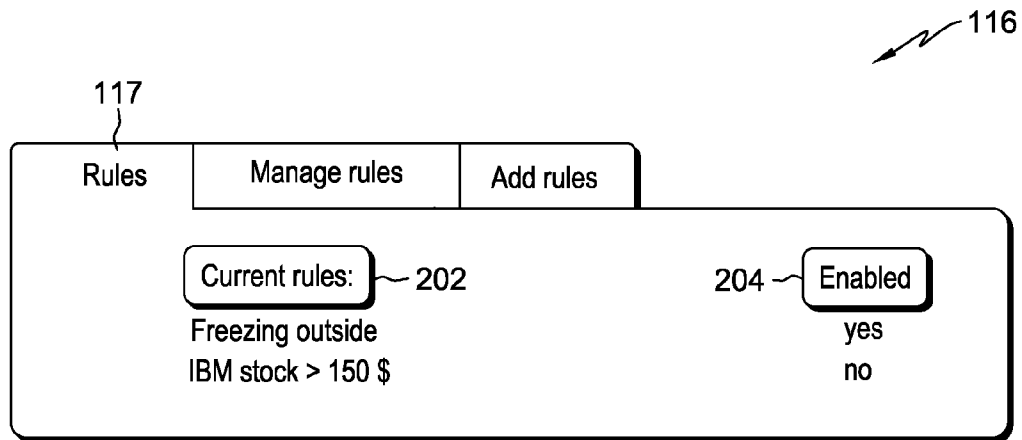 116
117
Rules Manage rules Add rules
Current rules: 202 204 Enabled
Freezing outside yes
IBM stock > 150 $ no